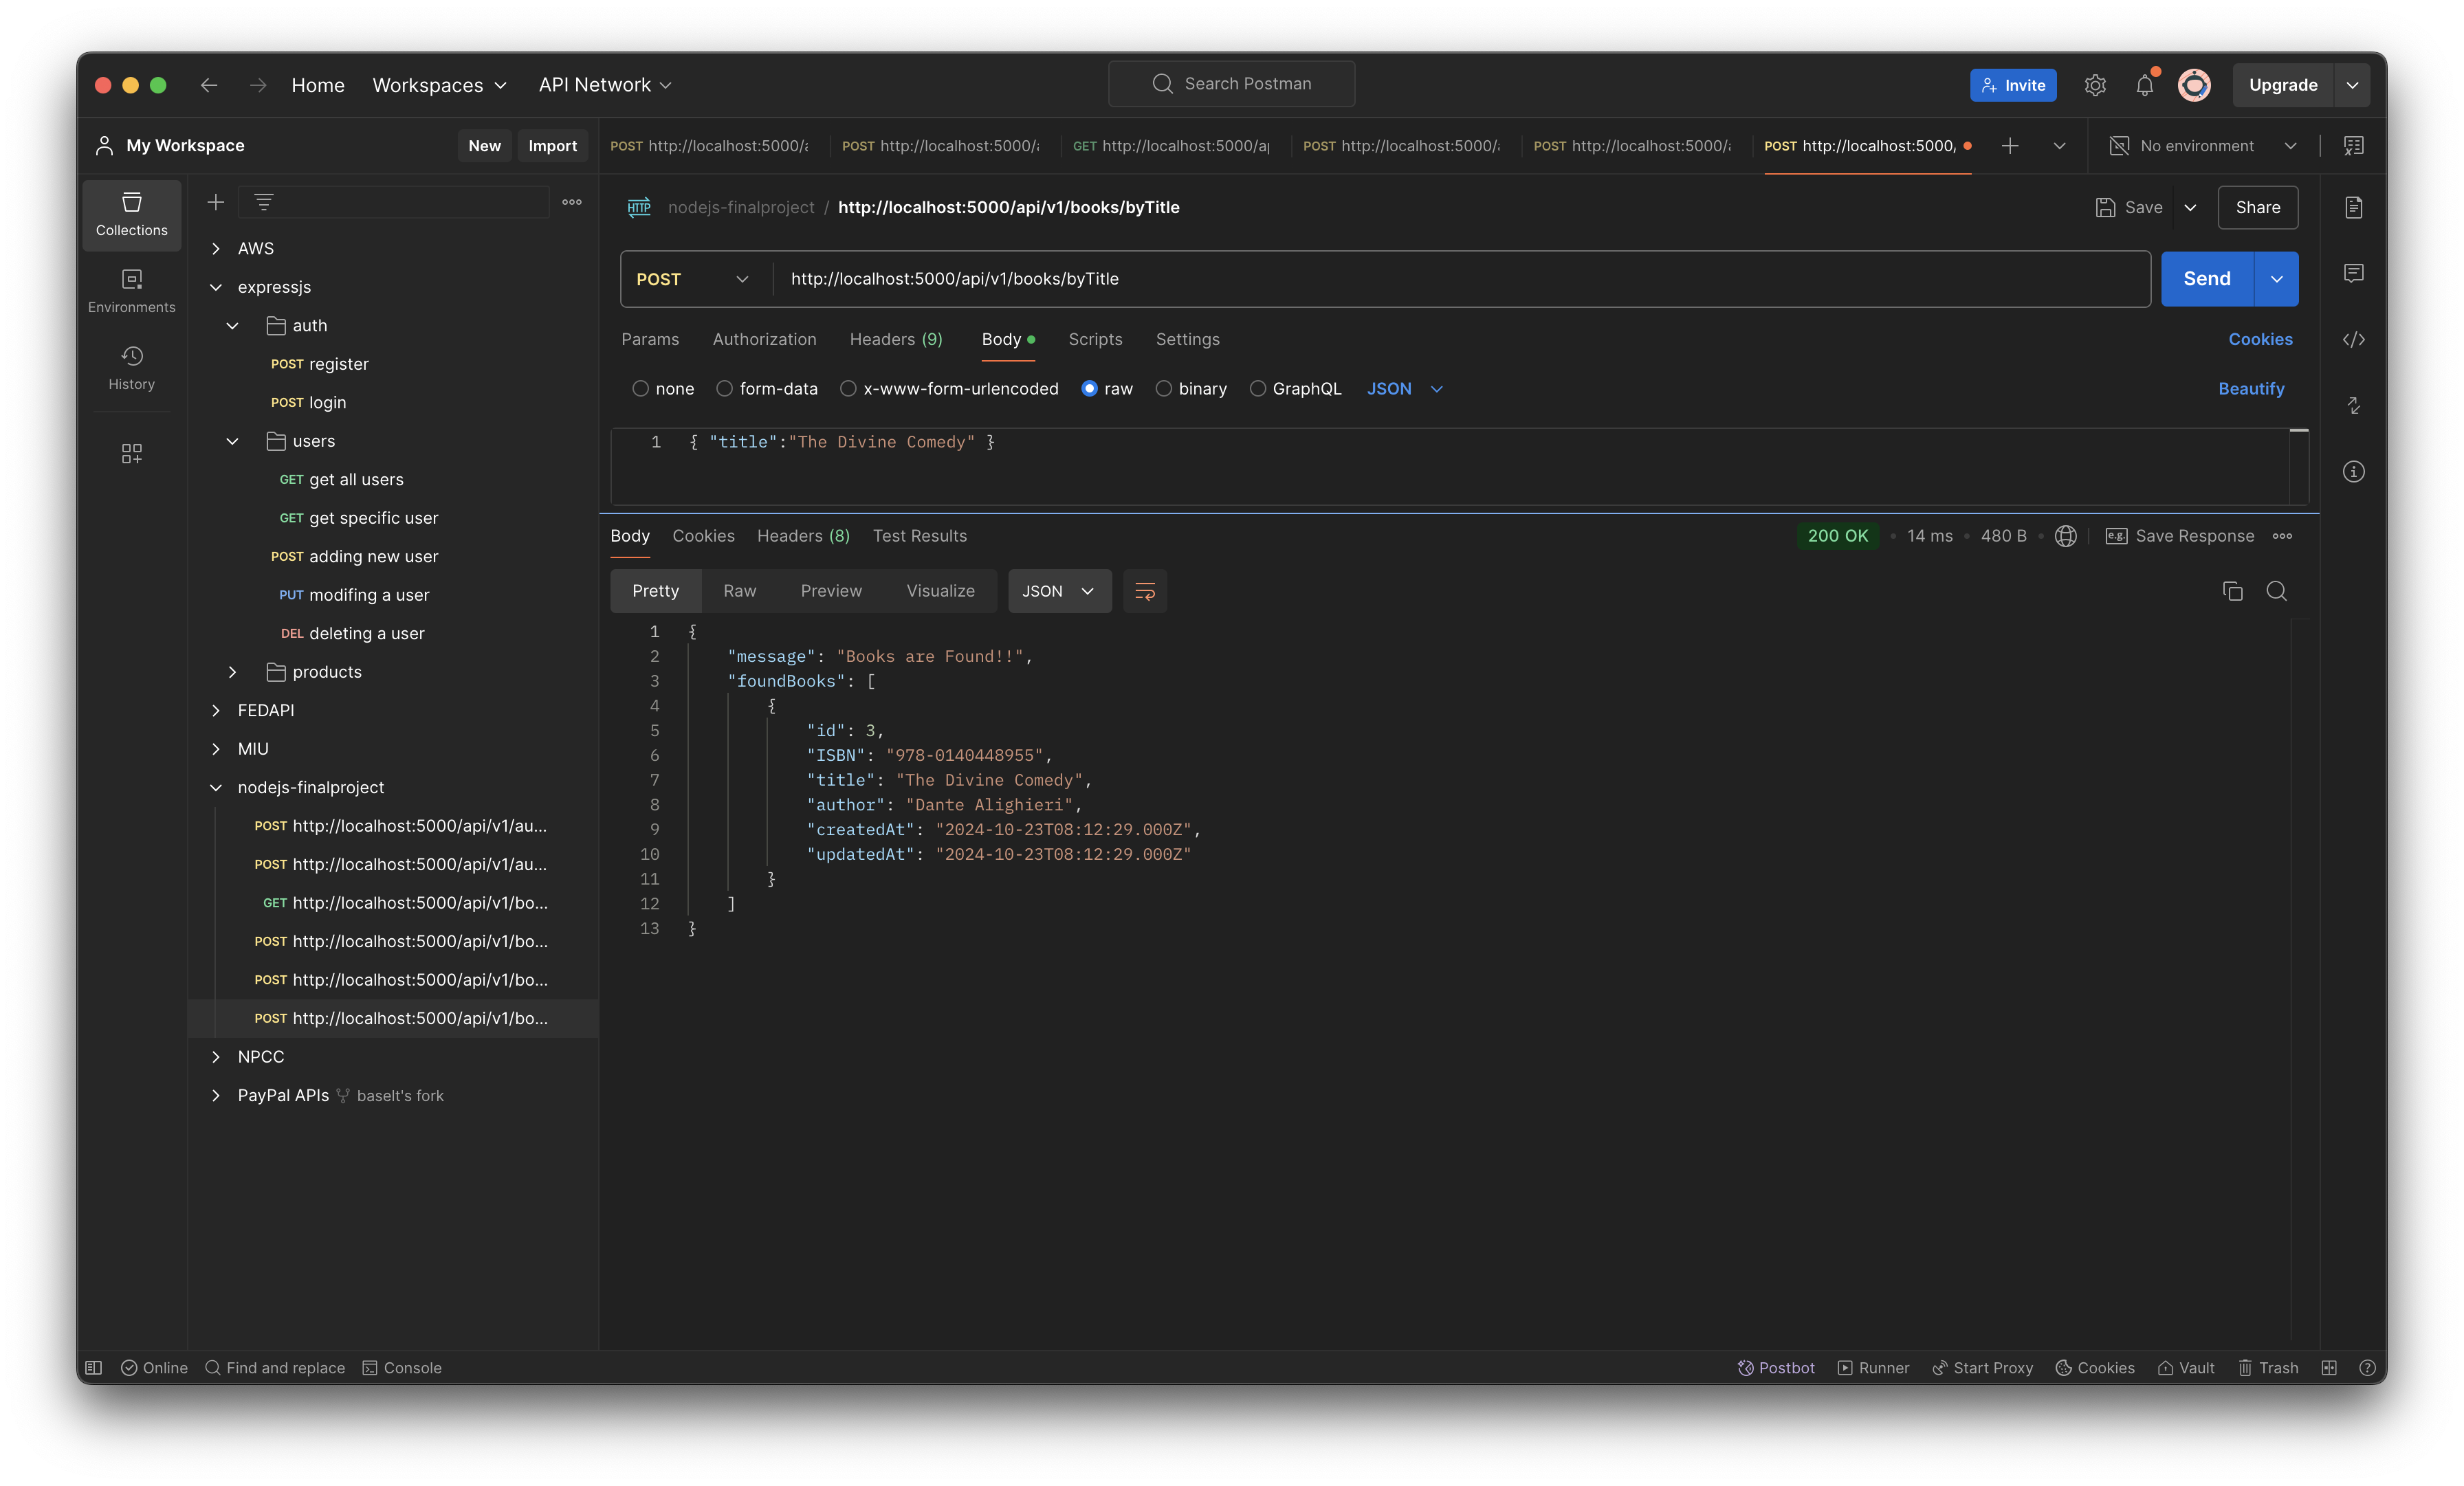 Home Workspaces API Network Search Postman Invite Upgrade
My Workspace New Import POST http://localhost:5000/ POST http://localhost:5000/ GET http://localhost:5000/a POST http://localhost:5000/ POST http://localhost:5000/ POST http://localhost:5000/ No environment
Collections
Environments
History
AWS
expressjs
auth
POST register
POST login
users
GET get all users
GET get specific user
POST adding new user
PUT modifing a user
DEL deleting a user
products
FEDAPI
MIU
nodejs-finalproject
POST http://localhost:5000/api/v1/au...
POST http://localhost:5000/api/v1/au...
GET http://localhost:5000/api/v1/bo...
POST http://localhost:5000/api/v1/bo...
POST http://localhost:5000/api/v1/bo...
POST http://localhost:5000/api/v1/bo...
NPCC
PayPal APIs baselt's fork
HTTP nodejs-finalproject / http://localhost:5000/api/v1/books/byTitle Save Share
POST http://localhost:5000/api/v1/books/byTitle Send
Params Authorization Headers (9) Body Scripts Settings Cookies
none form-data x-www-form-urlencoded raw binary GraphQL JSON Beautify
1 { "title":"The Divine Comedy" }
Body Cookies Headers (8) Test Results 200 OK 14 ms 480 B e.g. Save Response
Pretty Raw Preview Visualize JSON
1 {
2 "message": "Books are Found!!",
3 "foundBooks": [
4 {
5 "id": 3,
6 "ISBN": "978-0140448955",
7 "title": "The Divine Comedy",
8 "author": "Dante Alighieri",
9 "createdAt": "2024-10-23T08:12:29.000Z",
10 "updatedAt": "2024-10-23T08:12:29.000Z"
11 }
12 ]
13 }
Online Find and replace Console Postbot Runner Start Proxy Cookies Vault Trash